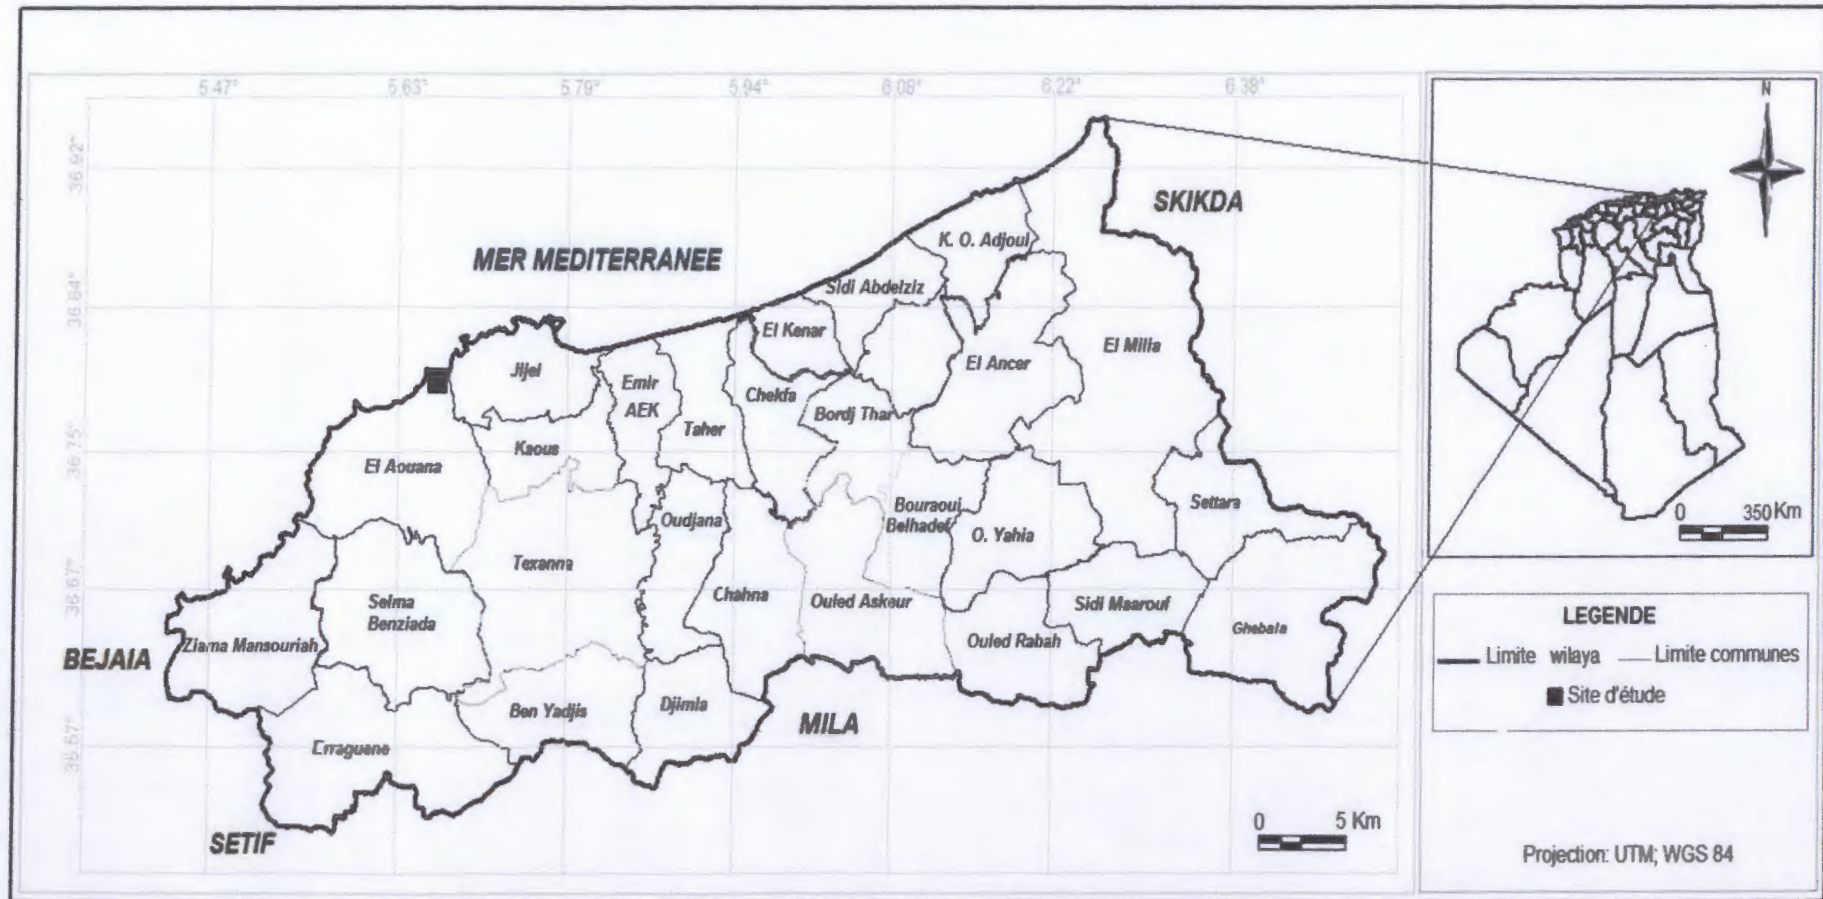 5.47° 5.63° 5.79° 5.94° 6.08° 6.22° 6.38°
36.92°
36.84°
36.75°
36.67°
36.57°
N
SKIKDA
MER MEDITERRANEE
K. O. Adjoul
Sidi Abdelziz
El Kenar
El Milia
El Ancer
Jijel
Emir
AEK
Chekfa
Bordj Thar
Taher
Kaous
El Aouana
Settara
Bouraoui
Belhadef
Oudjana
O. Yahia
Texanna
Selma
Benziada
Chahna
Ouled Askeur
Sidi Maarouf
Ghebala
Ziama Mansouriah
Ouled Rabah
BEJAIA
Ben Yadjis
Djimla
MILA
Erraguene
SETIF
0 5 Km
0 350 Km
LEGENDE
Limite wilaya
Limite communes
Site d'étude
Projection: UTM; WGS 84